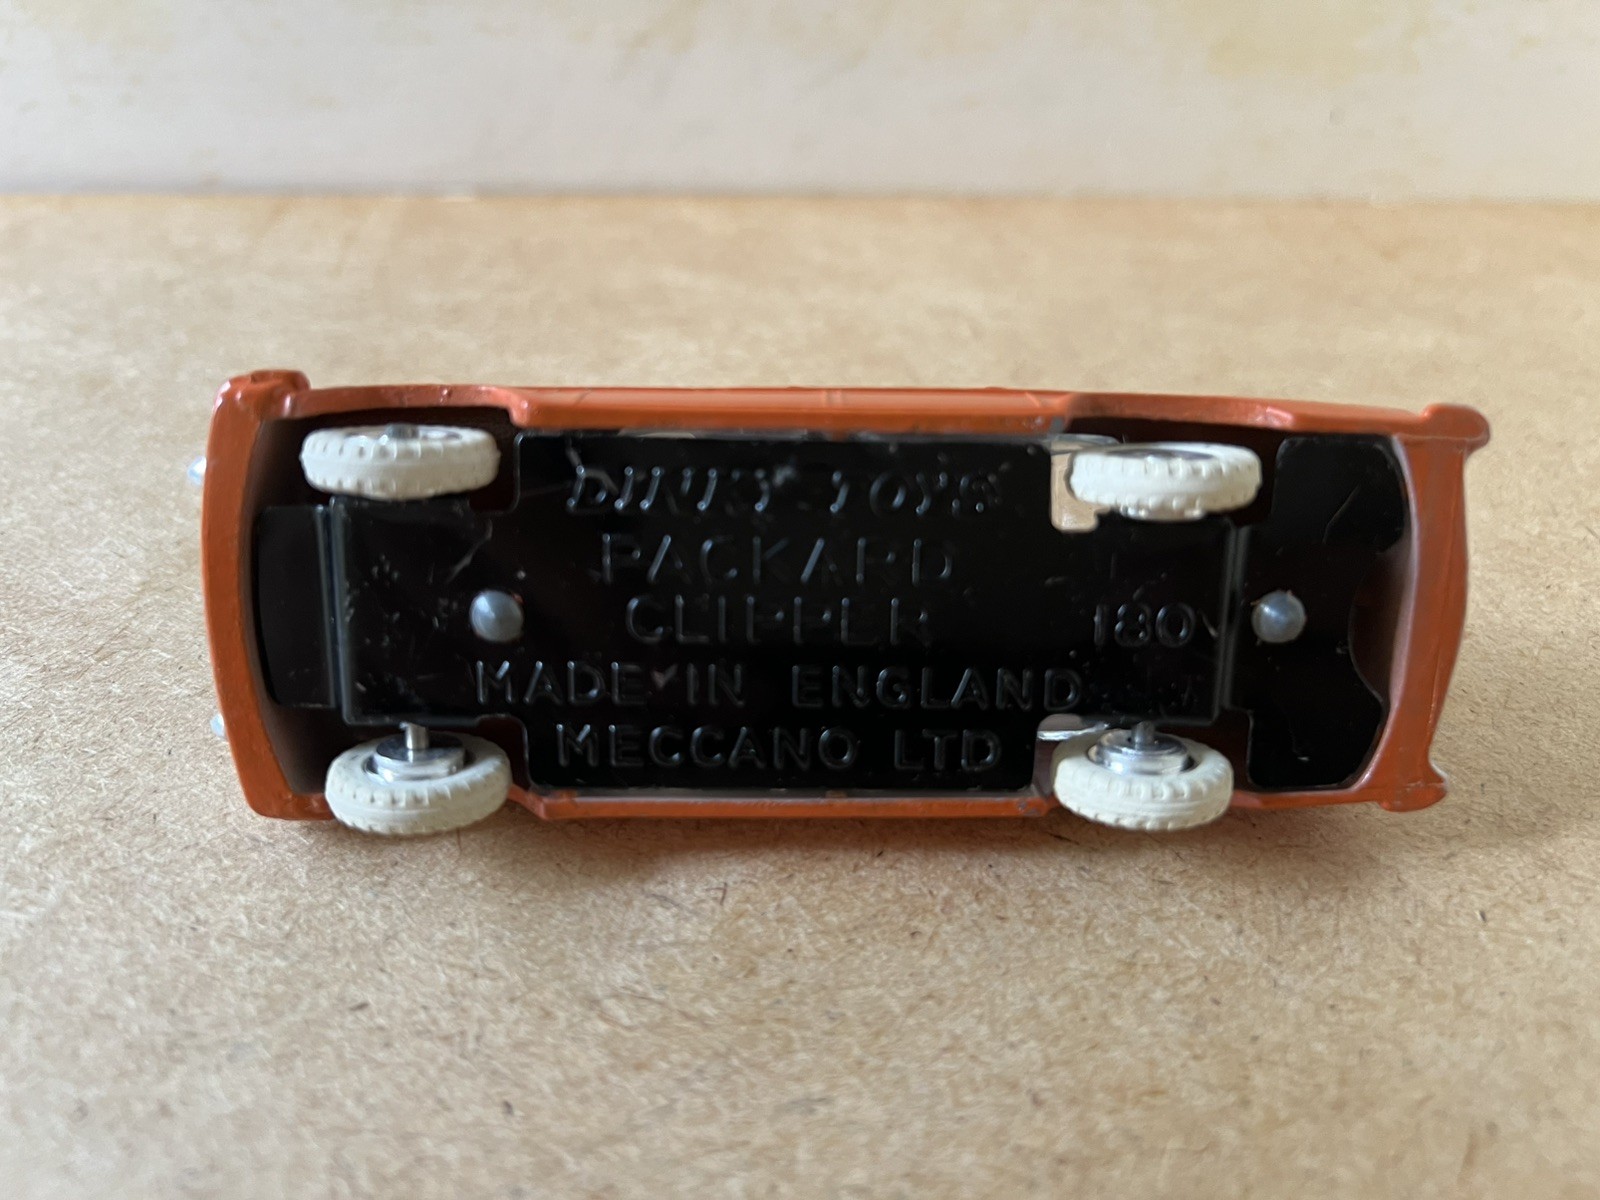 DINKY TOYS
PACKARD
CLIPPER 180
MADE IN ENGLAND
MECCANO LTD